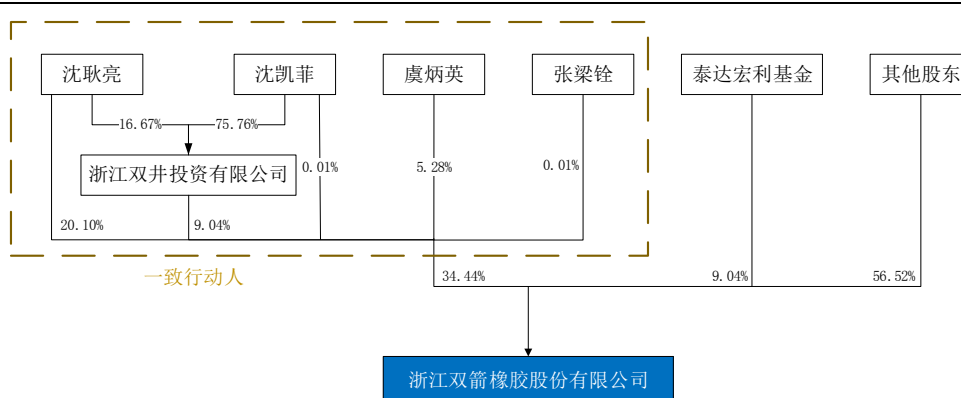 沈耿亮
沈凯菲
虞炳英
张梁铨
泰达宏利基金
其他股东
16.67%
75.76%
浙江双井投资有限公司
0.01%
5.28%
0.01%
20.10%
9.04%
一致行动人
34.44%
9.04%
56.52%
浙江双箭橡胶股份有限公司